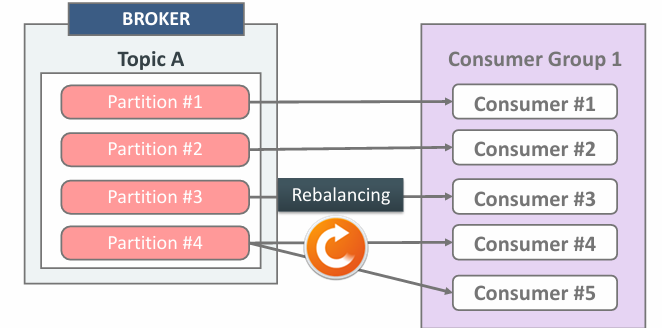 BROKER
Topic A
Partition #1
Partition #2
Partition #3
Partition #4
Rebalancing
Consumer Group 1
Consumer #1
Consumer #2
Consumer #3
Consumer #4
Consumer #5